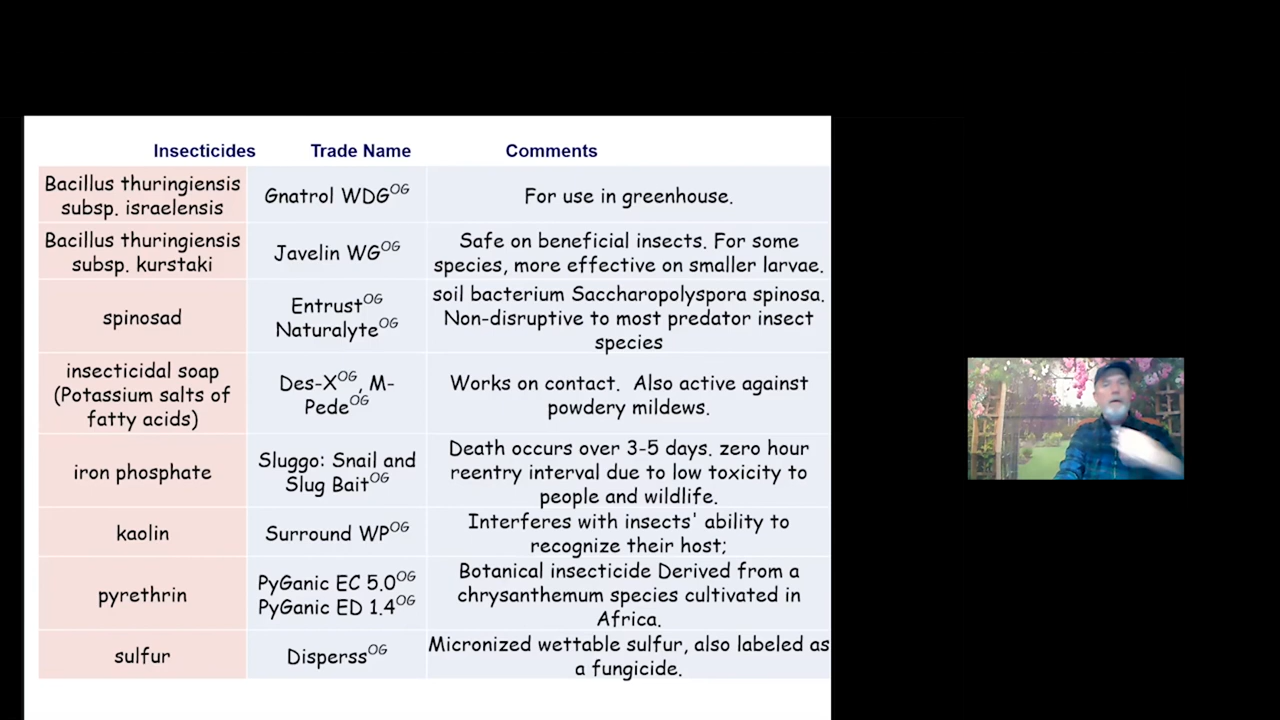 Insecticides Trade Name Comments
Bacillus thuringiensis
subsp. israelensis
Gnatrol WDG^OG
For use in greenhouse.
Bacillus thuringiensis
subsp. kurstaki
Javelin WG^OG
Safe on beneficial insects. For some
species, more effective on smaller larvae.
spinosad
Entrust^OG
Naturalyte^OG
soil bacterium Saccharopolyspora spinosa.
Non-disruptive to most predator insect
species
insecticidal soap
(Potassium salts of
fatty acids)
Des-X^OG, M-
Pede^OG
Works on contact. Also active against
powdery mildews.
iron phosphate
Sluggo: Snail and
Slug Bait^OG
Death occurs over 3-5 days. zero hour
reentry interval due to low toxicity to
people and wildlife.
kaolin
Surround WP^OG
Interferes with insects' ability to
recognize their host;
pyrethrin
PyGanic EC 5.0^OG
PyGanic ED 1.4^OG
Botanical insecticide Derived from a
chrysanthemum species cultivated in
Africa.
sulfur
Disperss^OG
Micronized wettable sulfur, also labeled as
a fungicide.